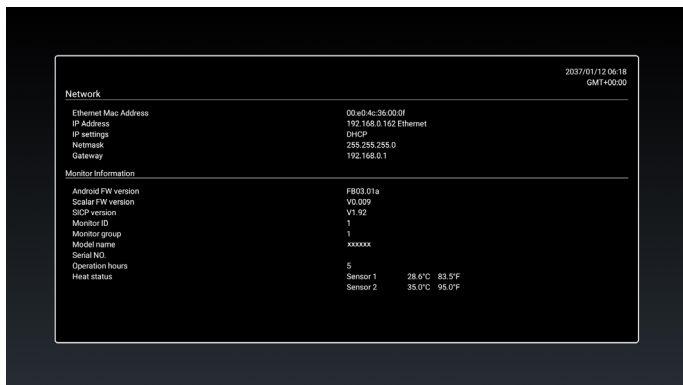 2037/01/12 06:18
GMT+00:00
Network
Ethernet Mac Address 00:e0:4c:36:00:0f
IP Address 192.168.0.162 Ethernet
IP settings DHCP
Netmask 255.255.255.0
Gateway 192.168.0.1
Monitor Information
Android FW version FB03.01a
Scalar FW version V0.009
SICP version V1.92
Monitor ID 1
Monitor group 1
Model name xxxxxx
Serial NO.
Operation hours 5
Heat status Sensor 1 28.6°C 83.5°F
Sensor 2 35.0°C 95.0°F